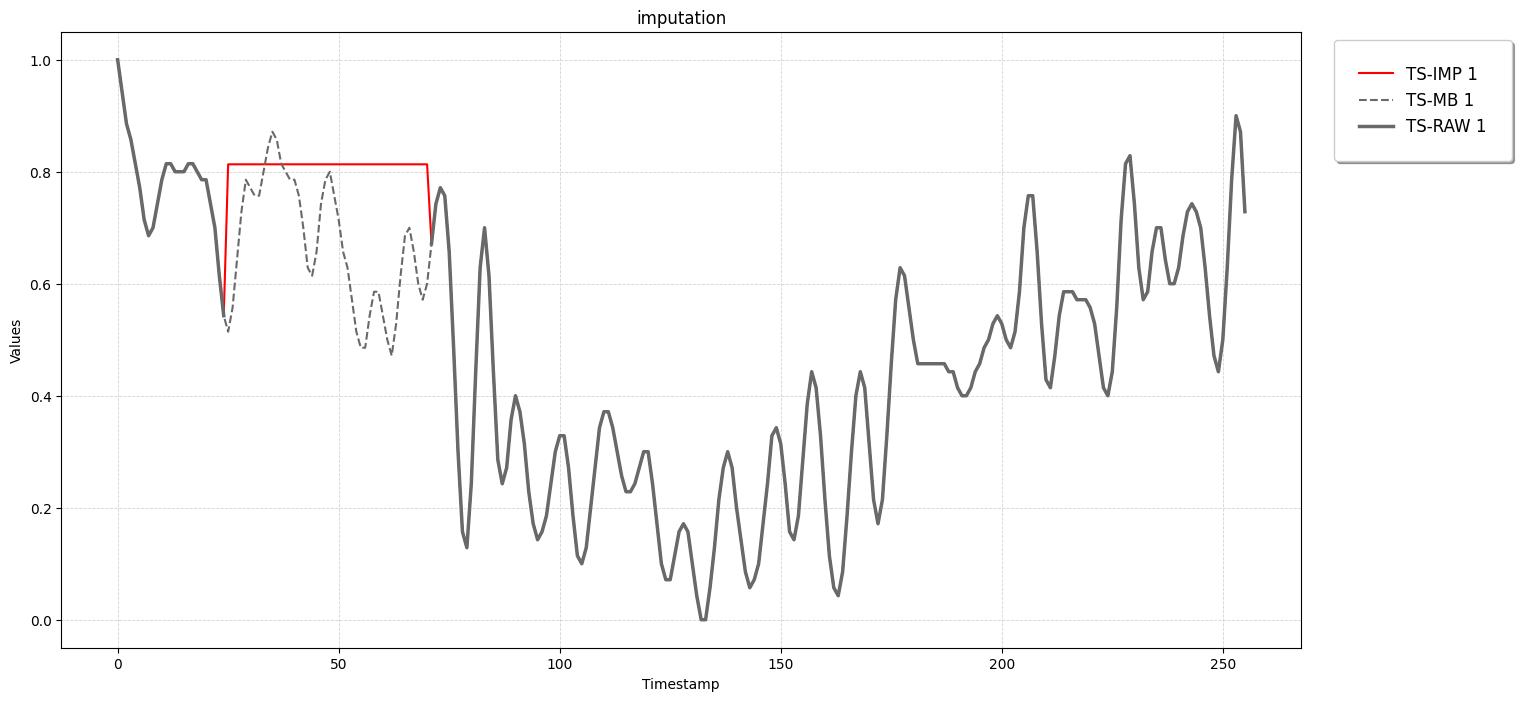 imputation
TS-IMP 1
TS-MB 1
TS-RAW 1
Values
1.0
0.8
0.6
0.4
0.2
0.0
0 50 100 150 200 250
Timestamp